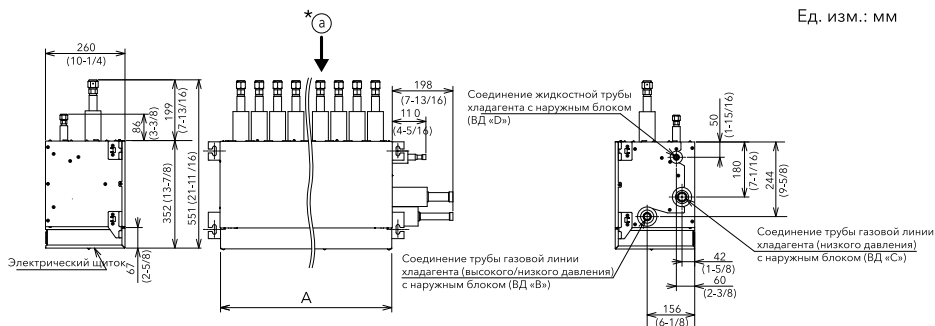 Ед. изм.: мм
* a
260
(10-1/4)
86
(3-3/8)
199
(7-13/16)
352 (13-7/8)
551 (21-11/16)
67
(2-5/8)
Электрический щиток
198
(7-13/16)
11 0
(4-5/16)
A
Соединение жидкостной трубы
хладагента с наружным блоком
(ВД «D»)
50
(1-15/16)
180
(7-1/16)
244
(9-5/8)
Соединение трубы газовой линии
хладагента (высокого/низкого давления)
с наружным блоком (ВД «B»)
Соединение трубы газовой линии
хладагента (низкого давления)
с наружным блоком (ВД «C»)
42
(1-5/8)
60
(2-3/8)
156
(6-1/8)